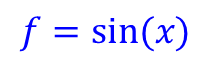 f = sin(x)